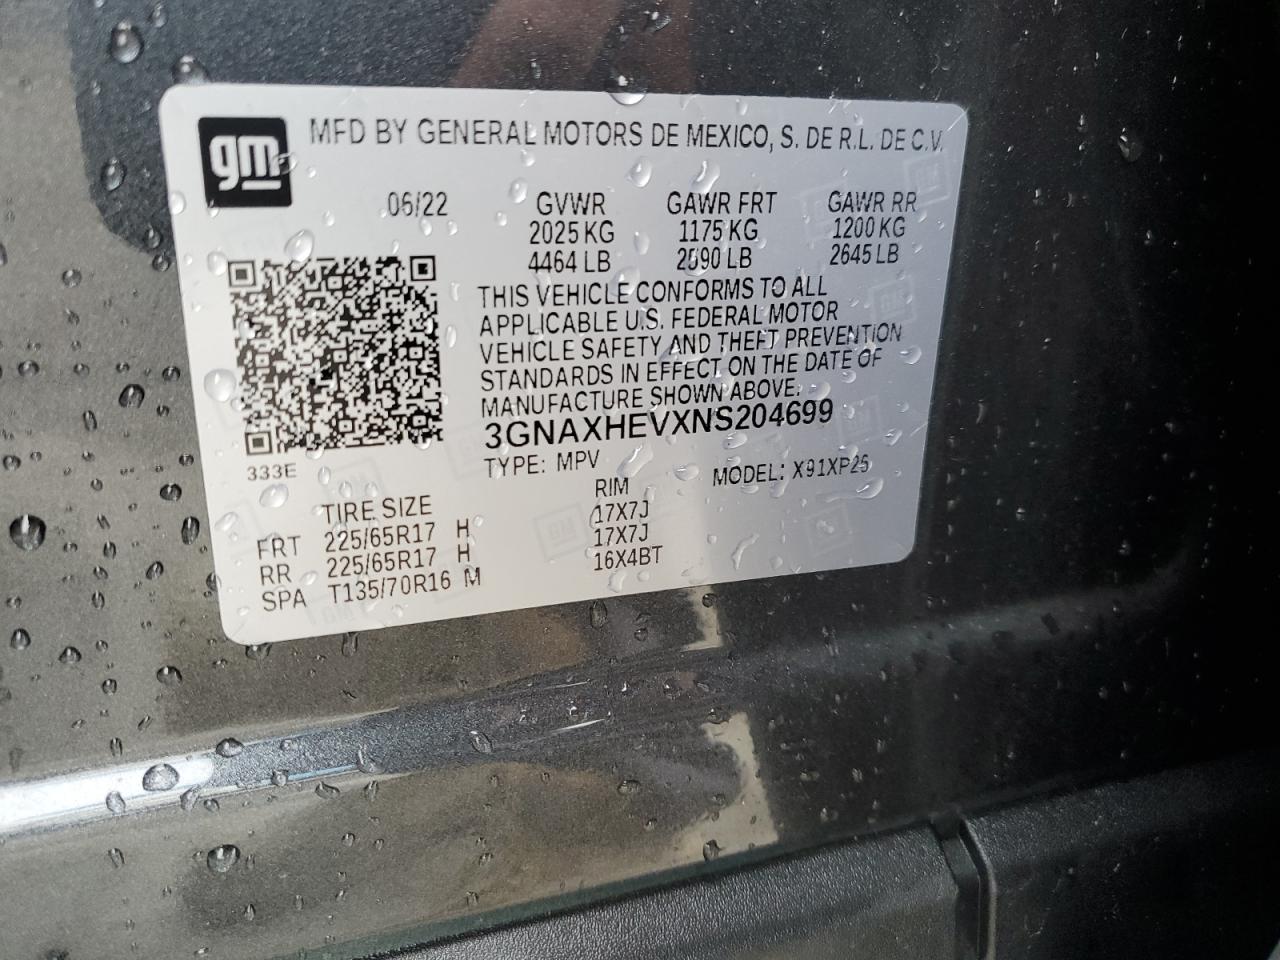 gm
MFD BY GENERAL MOTORS DE MEXICO, S. DE R.L. DE C.V.
06/22 GVWR GAWR FRT GAWR RR
2025 KG 1175 KG 1200 KG
4464 LB 2590 LB 2645 LB
THIS VEHICLE CONFORMS TO ALL
APPLICABLE U.S. FEDERAL MOTOR
VEHICLE SAFETY AND THEFT PREVENTION
STANDARDS IN EFFECT ON THE DATE OF
MANUFACTURE SHOWN ABOVE.
3GNAXHEVXNS204699
333E
TYPE: MPV MODEL: X91XP25
TIRE SIZE RIM
FRT 225/65R17 H 17X7J
RR 225/65R17 H 17X7J
SPA T135/70R16 M 16X4BT